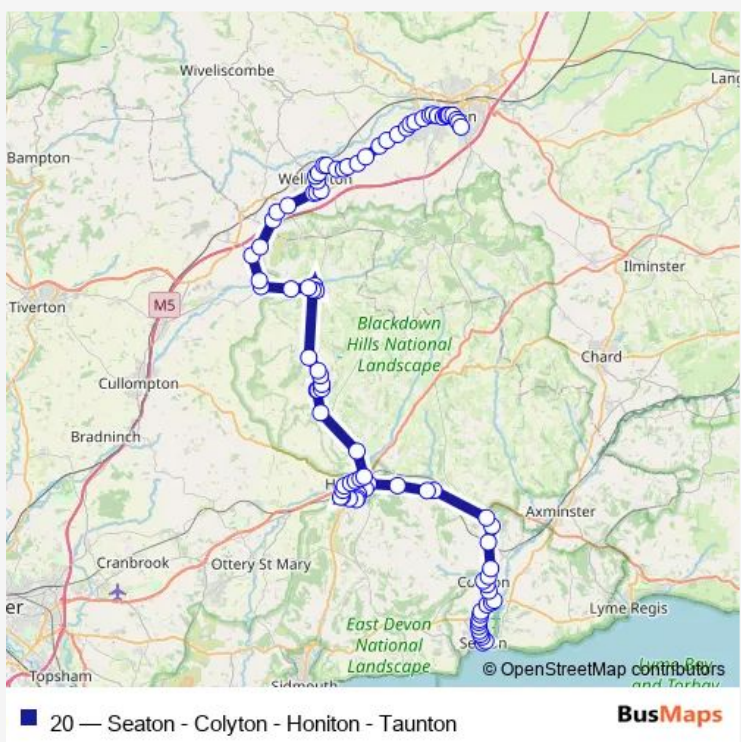 Wiveliscombe
Bampton
Ilminster
Tiverton
M5
Blackdown
Hills National
Landscape
Chard
Cullompton
Bradninch
Axminster
Cranbrook
Ottery St Mary
Lyme Regis
East Devon
National
Landscape
Topsham
Sidmouth
© OpenStreetMap contributors
20 — Seaton - Colyton - Honiton - Taunton
BusMaps